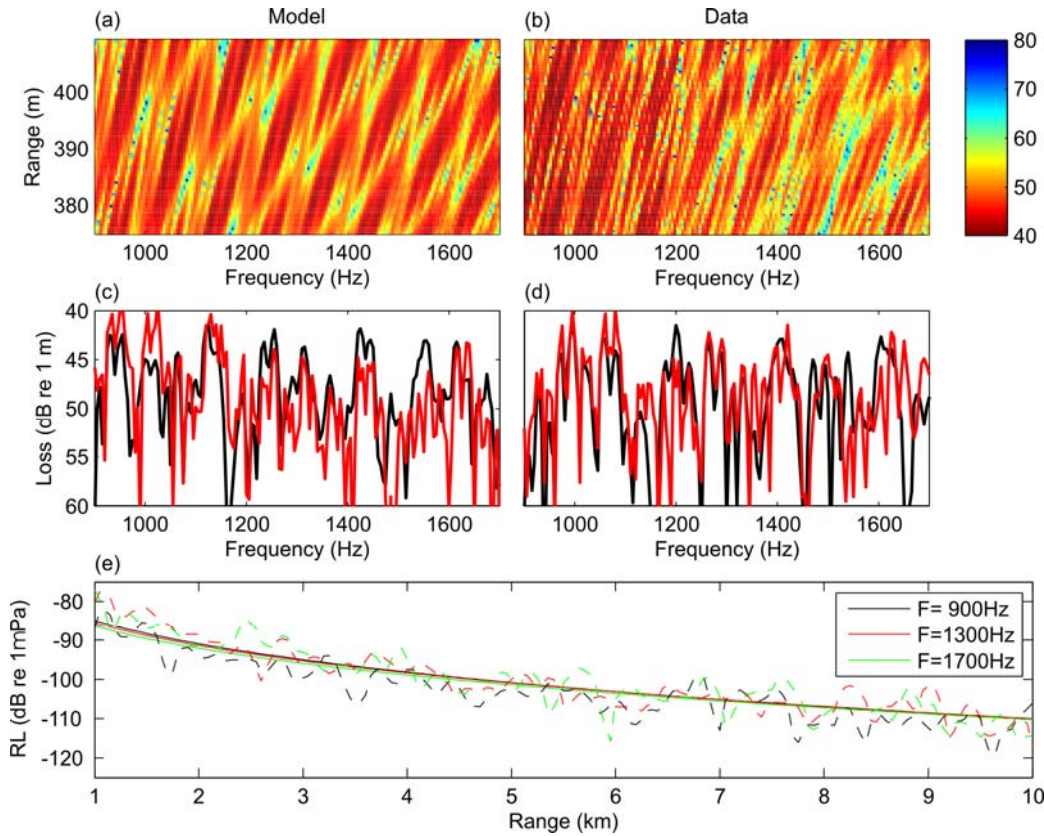 (a) Model (b) Data
Range (m)
400
390
380
1000 1200 1400 1600
Frequency (Hz)
1000 1200 1400 1600
Frequency (Hz)
80
70
60
50
40
(c) (d)
Loss (dB re 1 m)
40
45
50
55
60
1000 1200 1400 1600
Frequency (Hz)
1000 1200 1400 1600
Frequency (Hz)
(e)
RL (dB re 1mPa)
-80
-90
-100
-110
-120
F= 900Hz
F=1300Hz
F=1700Hz
1 2 3 4 5 6 7 8 9 10
Range (km)